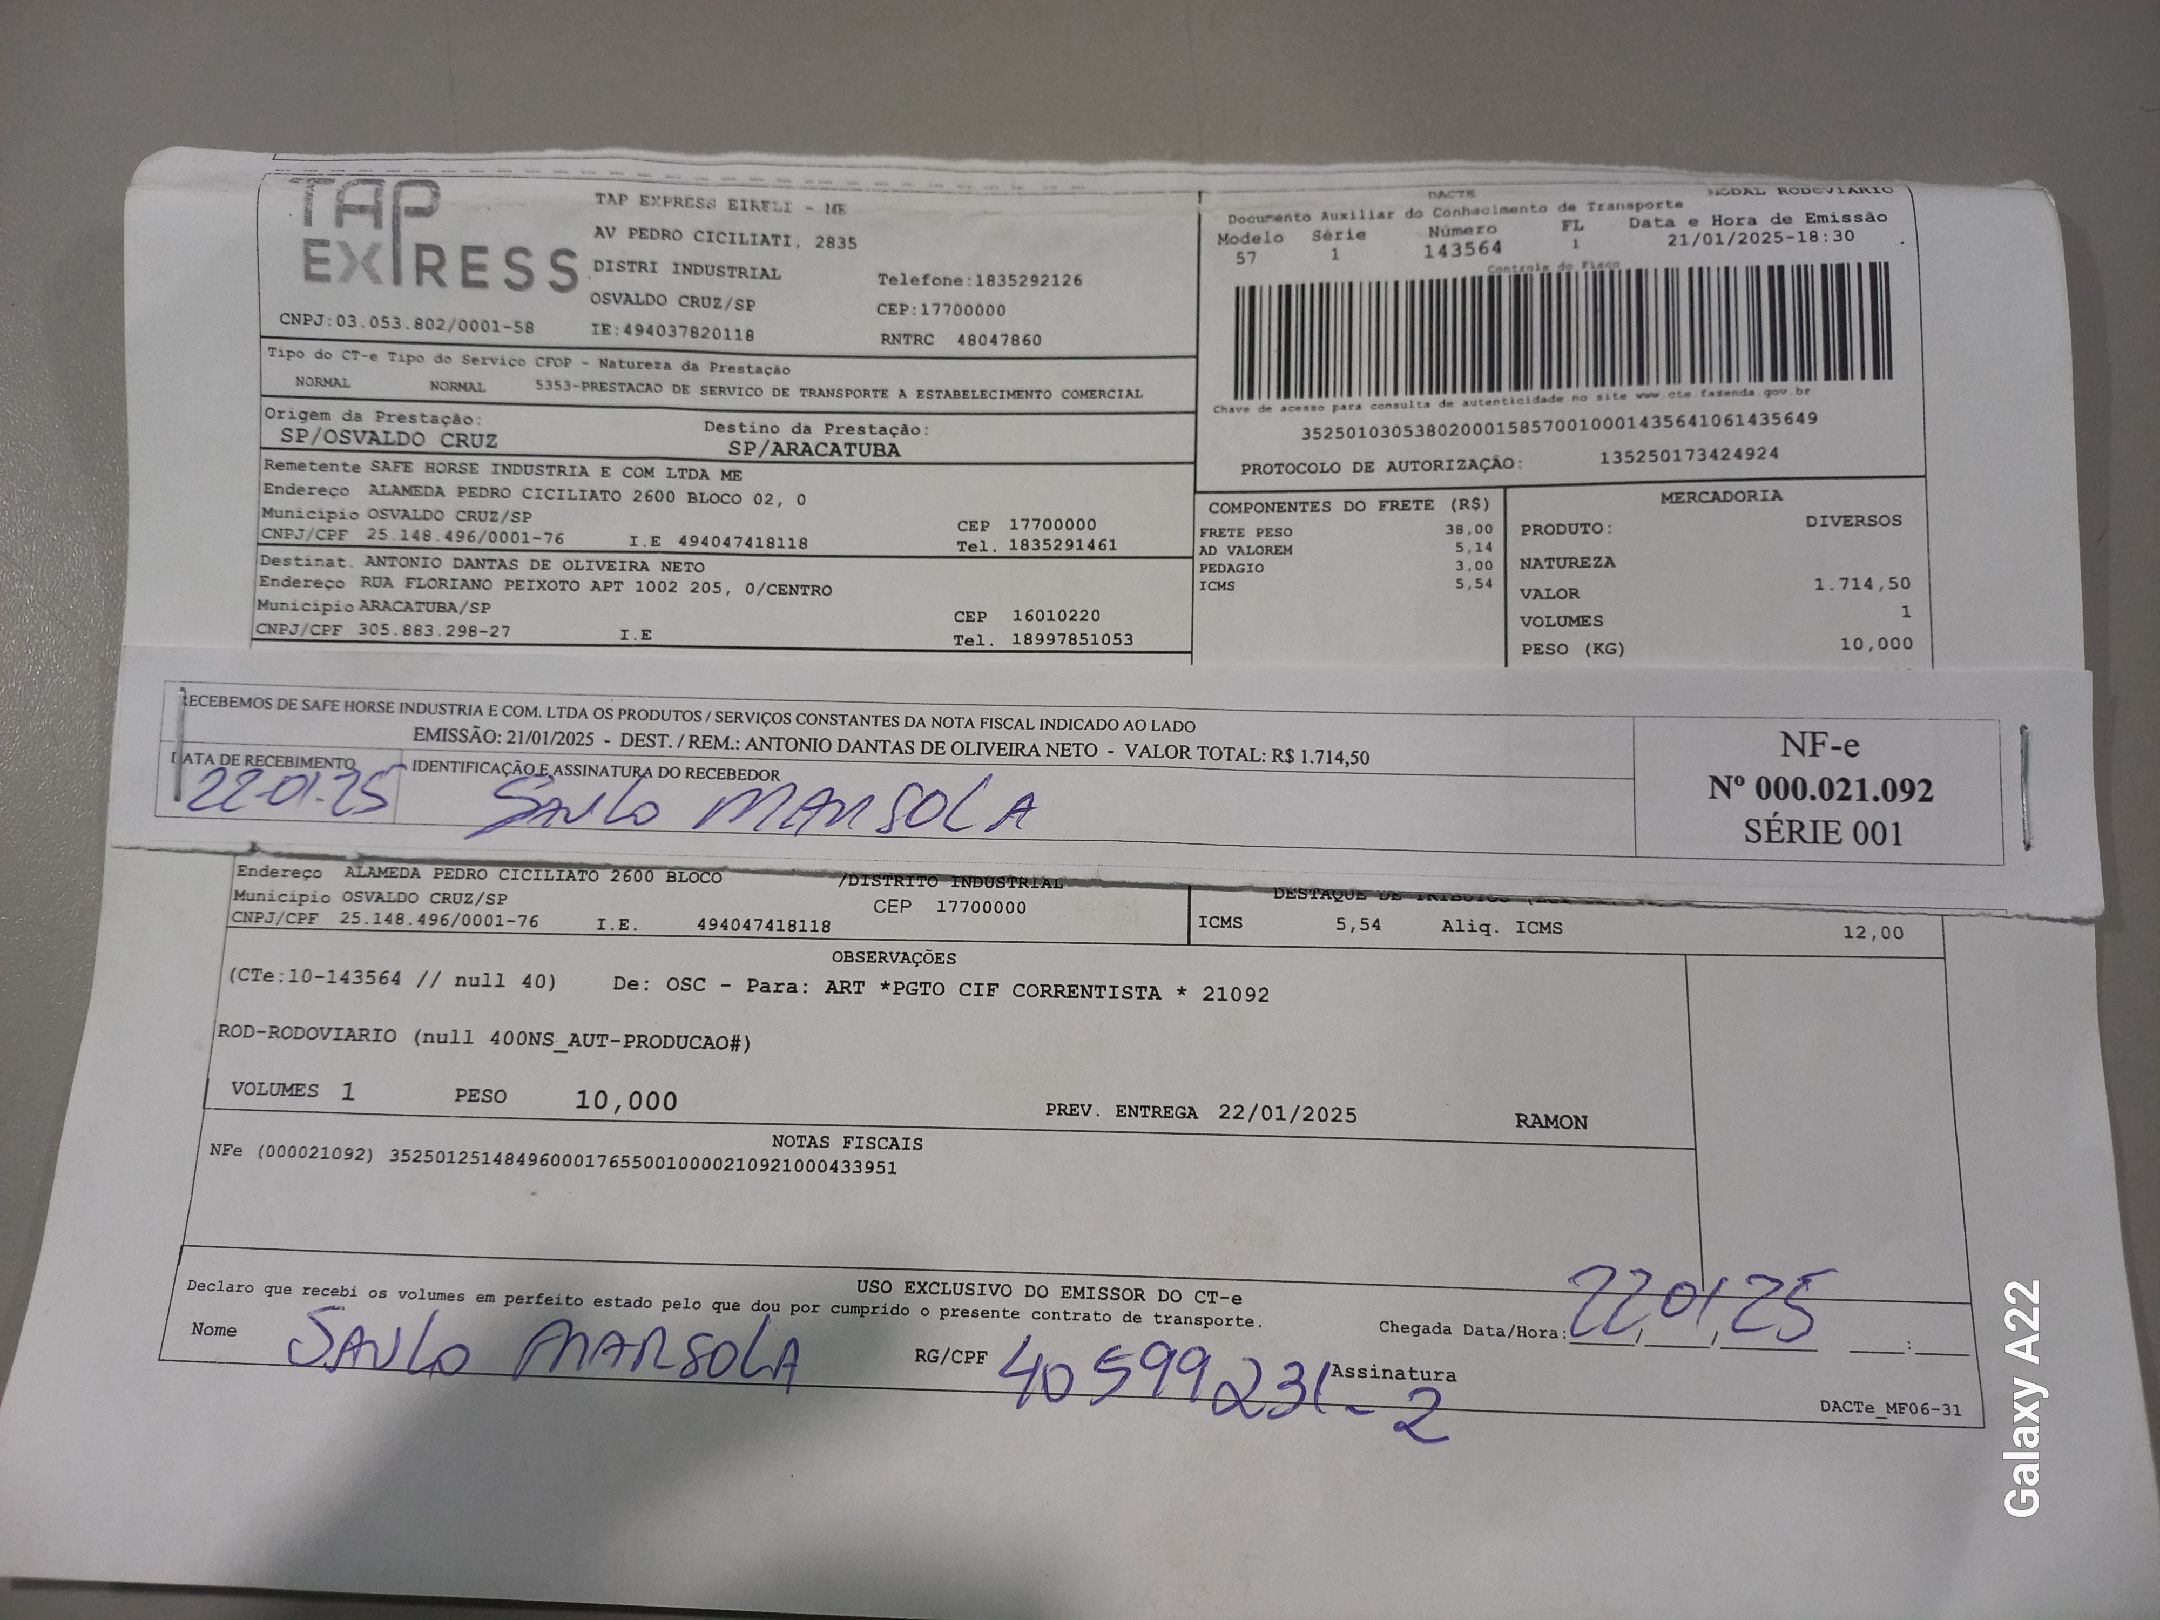 TAP EXPRESS
TAP EXPRESS EIRELI - ME
AV PEDRO CICILIATI, 2835
DISTRI INDUSTRIAL
Telefone:1835292126
OSVALDO CRUZ/SP
CEP:17700000
CNPJ:03.053.802/0001-58
IE:494037820118
RNTRC 48047860
DACTE MODAL RODOVIARIO
Documento Auxiliar do Conhecimento de Transporte
Modelo Série Número FL Data e Hora de Emissão
57 1 143564 1 21/01/2025-18:30
Controle do Fisco
Chave de acesso para consulta de autenticidade no site www.cte.fazenda.gov.br
35250103053802000158570010001435641061435649
PROTOCOLO DE AUTORIZAÇÃO: 135250173424924
Tipo do CT-e Tipo do Serviço CFOP - Natureza da Prestação
NORMAL NORMAL 5353-PRESTACAO DE SERVICO DE TRANSPORTE A ESTABELECIMENTO COMERCIAL
Origem da Prestação: Destino da Prestação:
SP/OSVALDO CRUZ SP/ARACATUBA
Remetente SAFE HORSE INDUSTRIA E COM LTDA ME
Endereço ALAMEDA PEDRO CICILIATO 2600 BLOCO 02, 0
Município OSVALDO CRUZ/SP CEP 17700000
CNPJ/CPF 25.148.496/0001-76 I.E 494047418118 Tel. 1835291461
Destinat. ANTONIO DANTAS DE OLIVEIRA NETO
Endereço RUA FLORIANO PEIXOTO APT 1002 205, 0/CENTRO
Município ARACATUBA/SP CEP 16010220
CNPJ/CPF 305.883.298-27 I.E Tel. 18997851053
COMPONENTES DO FRETE (R$)
FRETE PESO 38,00
AD VALOREM 5,14
PEDAGIO 3,00
ICMS 5,54
MERCADORIA
PRODUTO: DIVERSOS
NATUREZA
VALOR 1.714,50
VOLUMES 1
PESO (KG) 10,000
RECEBEMOS DE SAFE HORSE INDUSTRIA E COM. LTDA OS PRODUTOS / SERVIÇOS CONSTANTES DA NOTA FISCAL INDICADO AO LADO
EMISSÃO: 21/01/2025 - DEST. / REM.: ANTONIO DANTAS DE OLIVEIRA NETO - VALOR TOTAL: R$ 1.714,50
DATA DE RECEBIMENTO IDENTIFICAÇÃO E ASSINATURA DO RECEBEDOR
22-01-25 SAULO MARSOLA
NF-e
Nº 000.021.092
SÉRIE 001
Endereço ALAMEDA PEDRO CICILIATO 2600 BLOCO /DISTRITO INDUSTRIAL
Município OSVALDO CRUZ/SP CEP 17700000
CNPJ/CPF 25.148.496/0001-76 I.E. 494047418118
DESTAQUE DE TRIBUTOS
ICMS 5,54 Aliq. ICMS 12,00
OBSERVAÇÕES
(CTe:10-143564 // null 40) De: OSC - Para: ART *PGTO CIF CORRENTISTA * 21092
ROD-RODOVIARIO (null 400NS_AUT-PRODUCAO#)
VOLUMES 1 PESO 10,000 PREV. ENTREGA 22/01/2025 RAMON
NOTAS FISCAIS
NFe (000021092) 35250125148496000176550010000210921000433951
USO EXCLUSIVO DO EMISSOR DO CT-e
Declaro que recebi os volumes em perfeito estado pelo que dou por cumprido o presente contrato de transporte.
Nome SAULO MARSOLA RG/CPF 40599231-2 Assinatura
Chegada Data/Hora: 22/01/25 __:__
DACTe_MF06-31
Galaxy A22